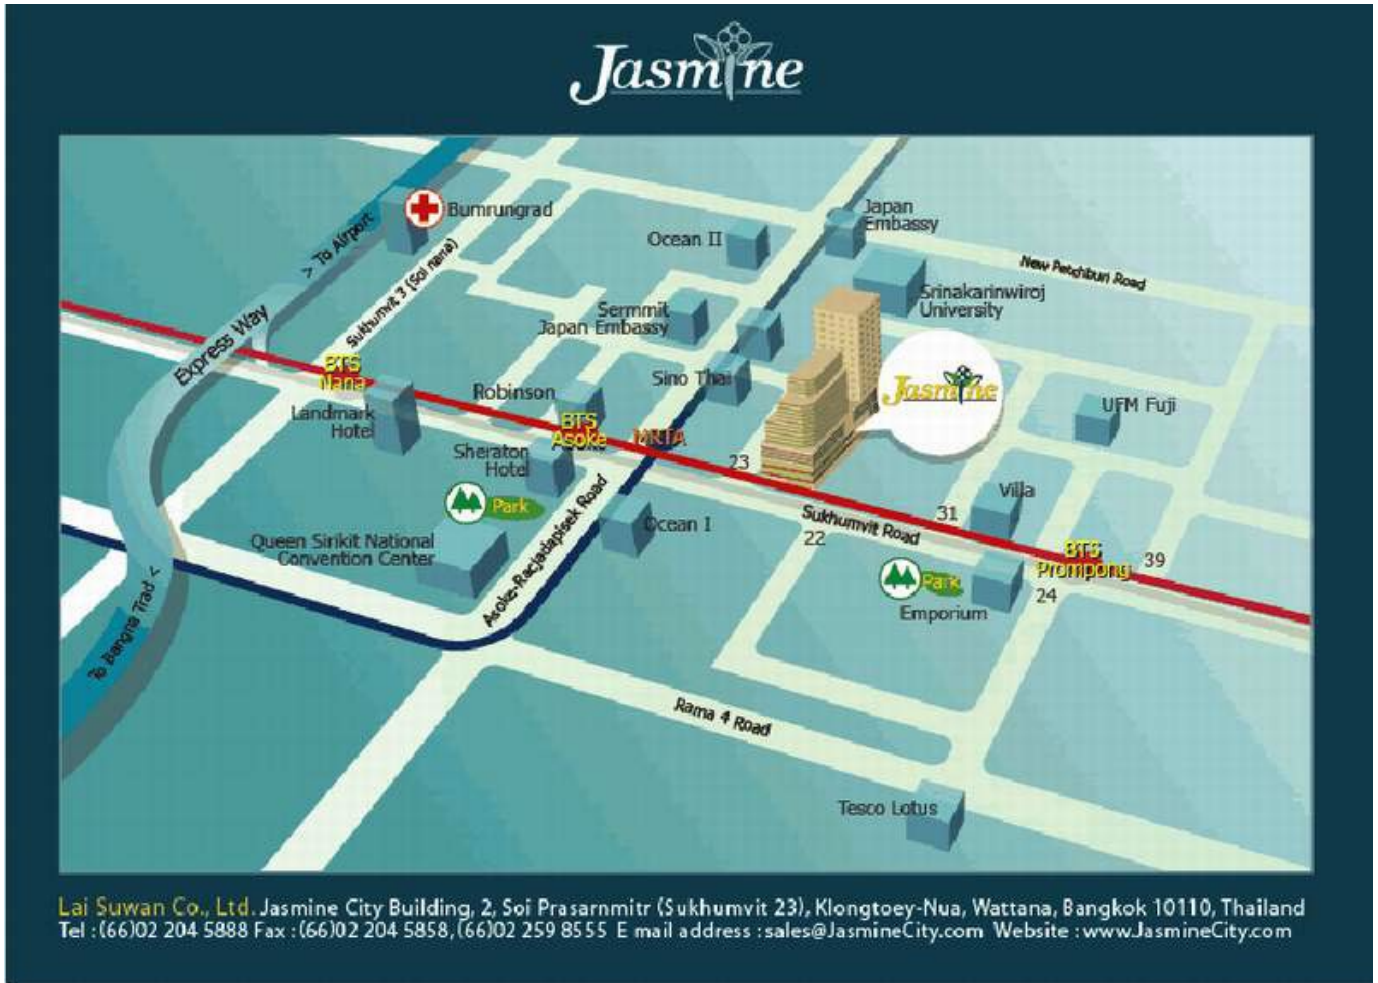 Jasmine
Bumrungrad
Japan
Embassy
Ocean II
> To Airport
Sukhumvit 3 (Soi nana)
New Petchburi Road
Srinakarinwiroj
University
Sermmit
Japan Embassy
Express Way
BTS
Nana
Sino Thai
Jasmine
Robinson
UFM Fuji
Landmark
Hotel
BTS
Asoke
MRTA
Sheraton
Hotel
23
Park
Villa
Asoke-Racjadapisek Road
Ocean I
31
Sukhumvit Road
22
Queen Sirikit National
Convention Center
BTS
Prompong
39
Park
24
Emporium
To Bangna Trad <
Rama 4 Road
Tesco Lotus
Lai Suwan Co., Ltd. Jasmine City Building, 2, Soi Prasarnmitr (Sukhumvit 23), Klongtoey-Nua, Wattana, Bangkok 10110, Thailand
Tel : (66)02 204 5888 Fax : (66)02 204 5858, (66)02 259 8555 E mail address : sales@JasmineCity.com Website : www.JasmineCity.com